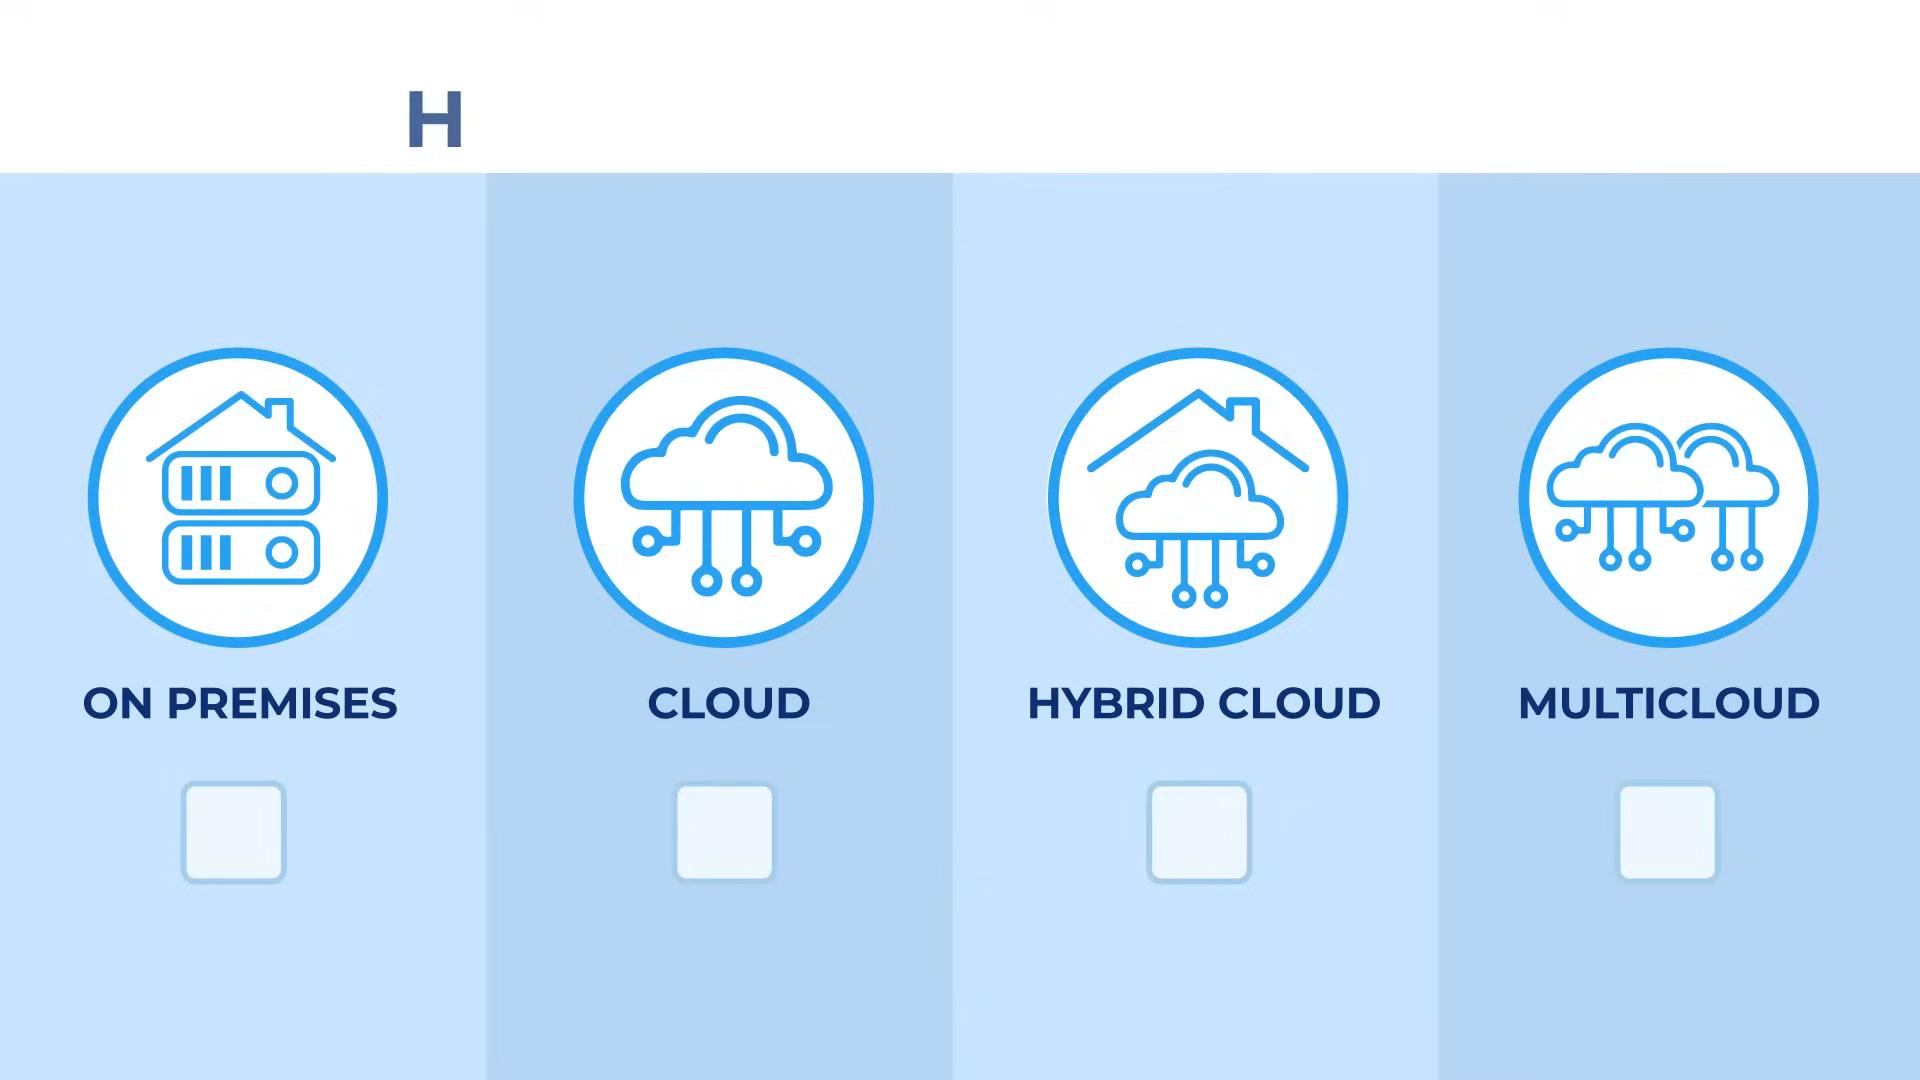 H
ON PREMISES
CLOUD
HYBRID CLOUD
MULTICLOUD